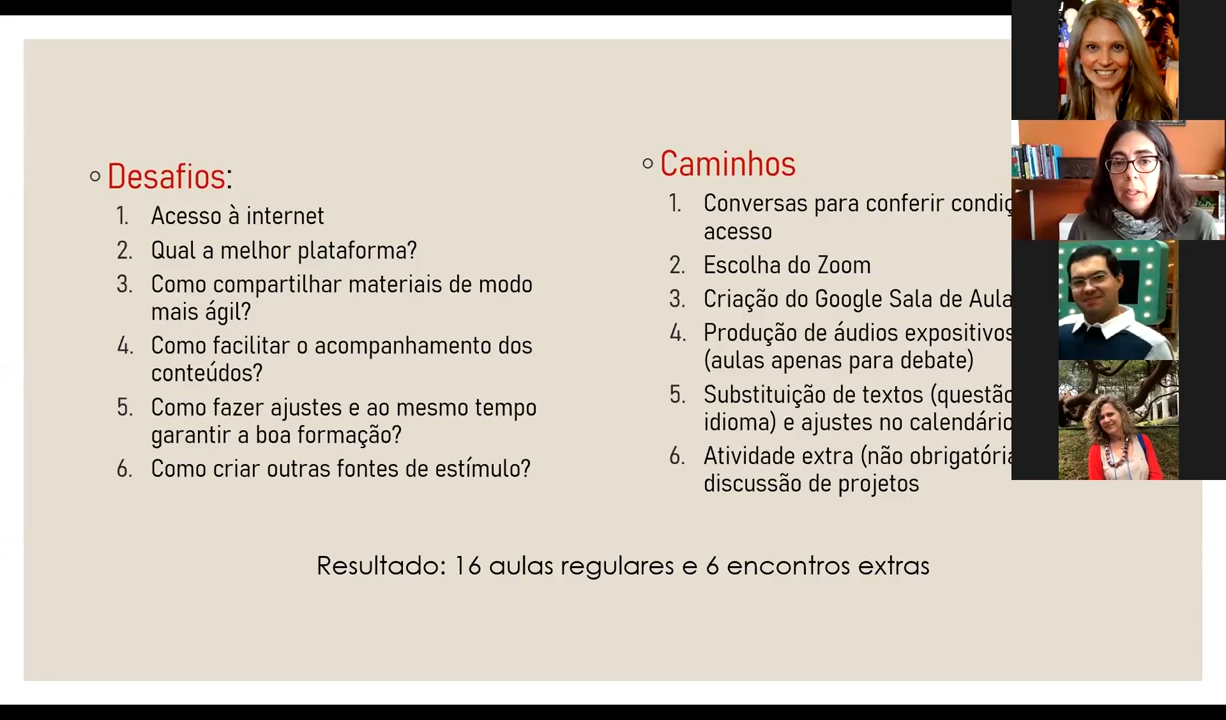 Desafios:
1. Acesso à internet
2. Qual a melhor plataforma?
3. Como compartilhar materiais de modo
mais ágil?
4. Como facilitar o acompanhamento dos
conteúdos?
5. Como fazer ajustes e ao mesmo tempo
garantir a boa formação?
6. Como criar outras fontes de estímulo?
Caminhos
1. Conversas para conferir
acesso
2. Escolha do Zoom
3. Criação do Google Sala de Aula
4. Produção de áudios expositivos
(aulas apenas para debate)
5. Substituição de textos (questão
idioma) e ajustes no calendário
6. Atividade extra (não
discussão de projetos
Resultado: 16 aulas regulares e 6 encontros extras